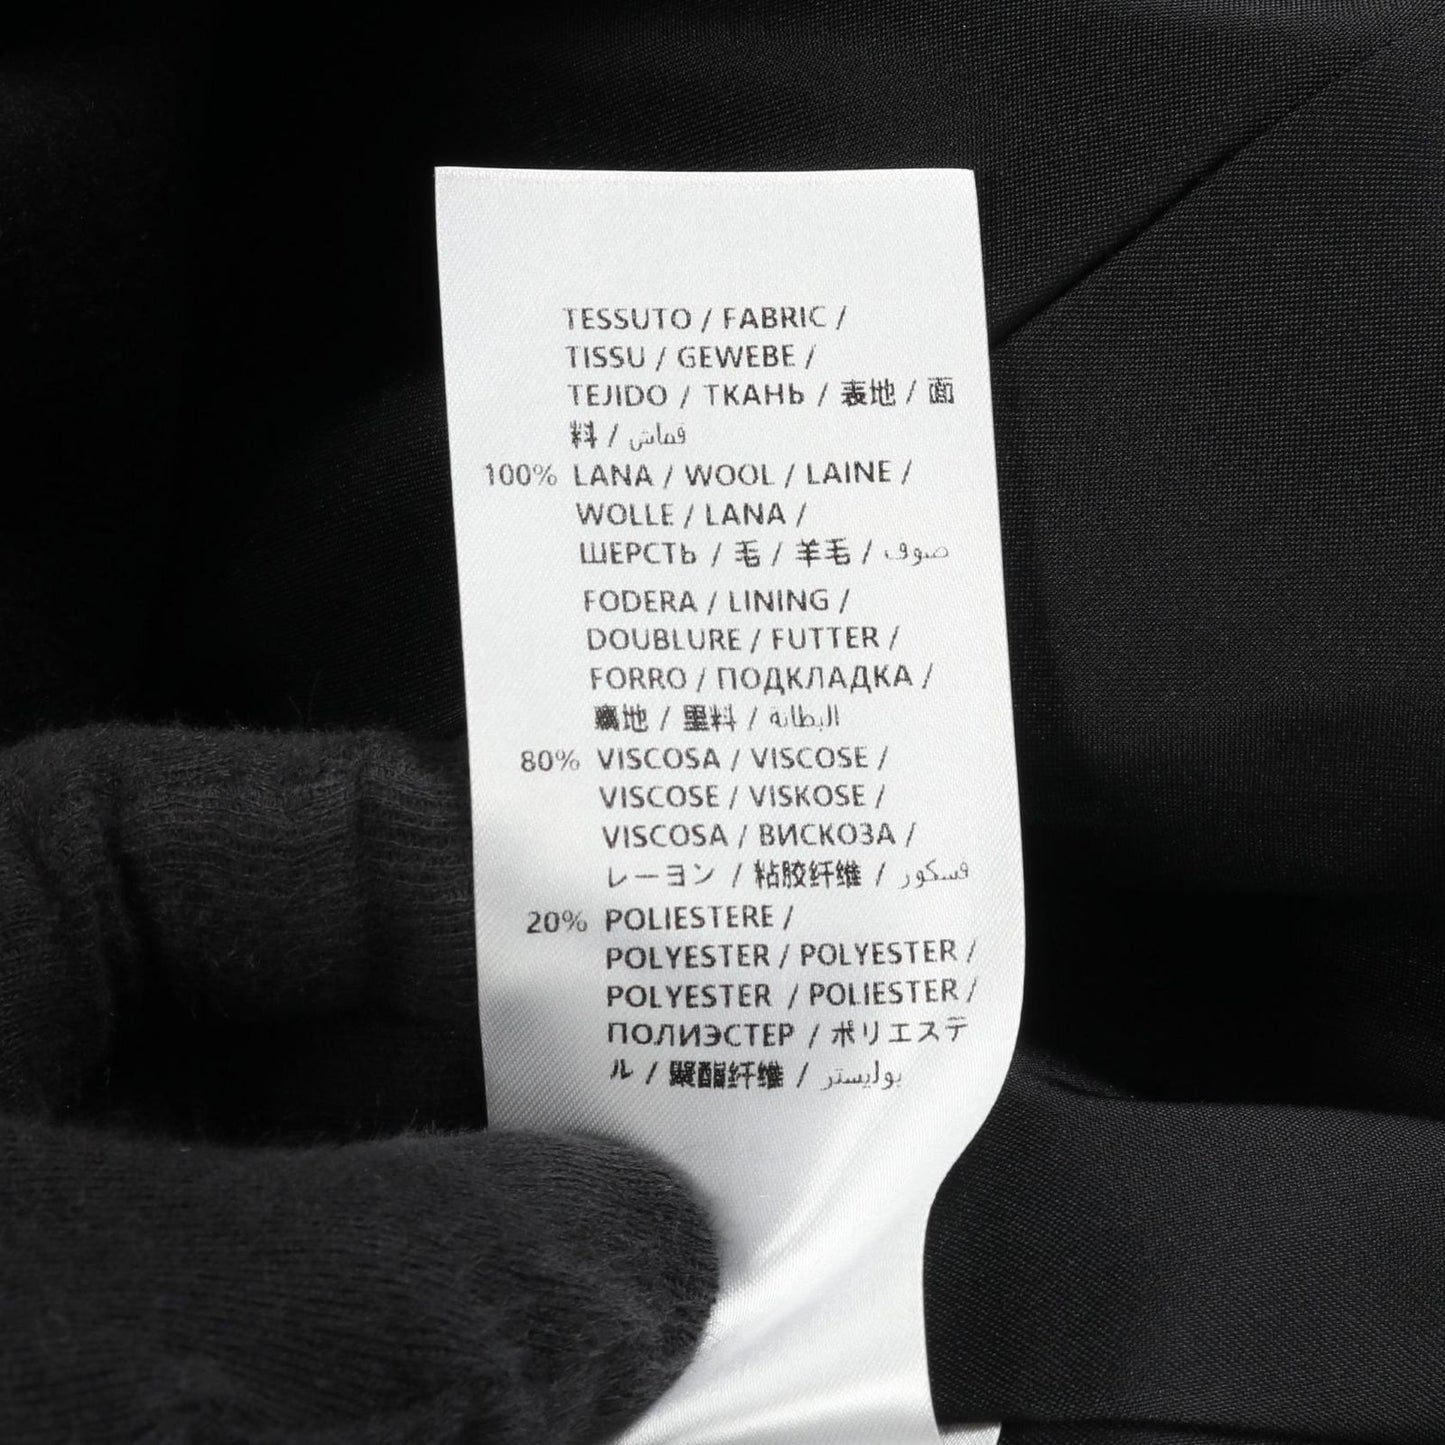 TESSUTO / FABRIC /
TISSU / GEWEBE /
TEJIDO / ТКАНЬ / 表地 / 面
料 / قماش
100% LANA / WOOL / LAINE /
WOLLE / LANA /
ШЕРСТЬ / 毛 / 羊毛 / صوف
FODERA / LINING /
DOUBLURE / FUTTER /
FORRO / ПОДКЛАДКА /
裏地 / 里料 / البطانة
80% VISCOSA / VISCOSE /
VISCOSE / VISKOSE /
VISCOSA / ВИСКОЗА /
レーヨン / 粘胶纤维 / فسكور
20% POLIESTERE /
POLYESTER / POLYESTER /
POLYESTER / POLIESTER /
ПОЛИЭСТЕР / ポリエステ
ル / 聚酯纤维 / بوليستر